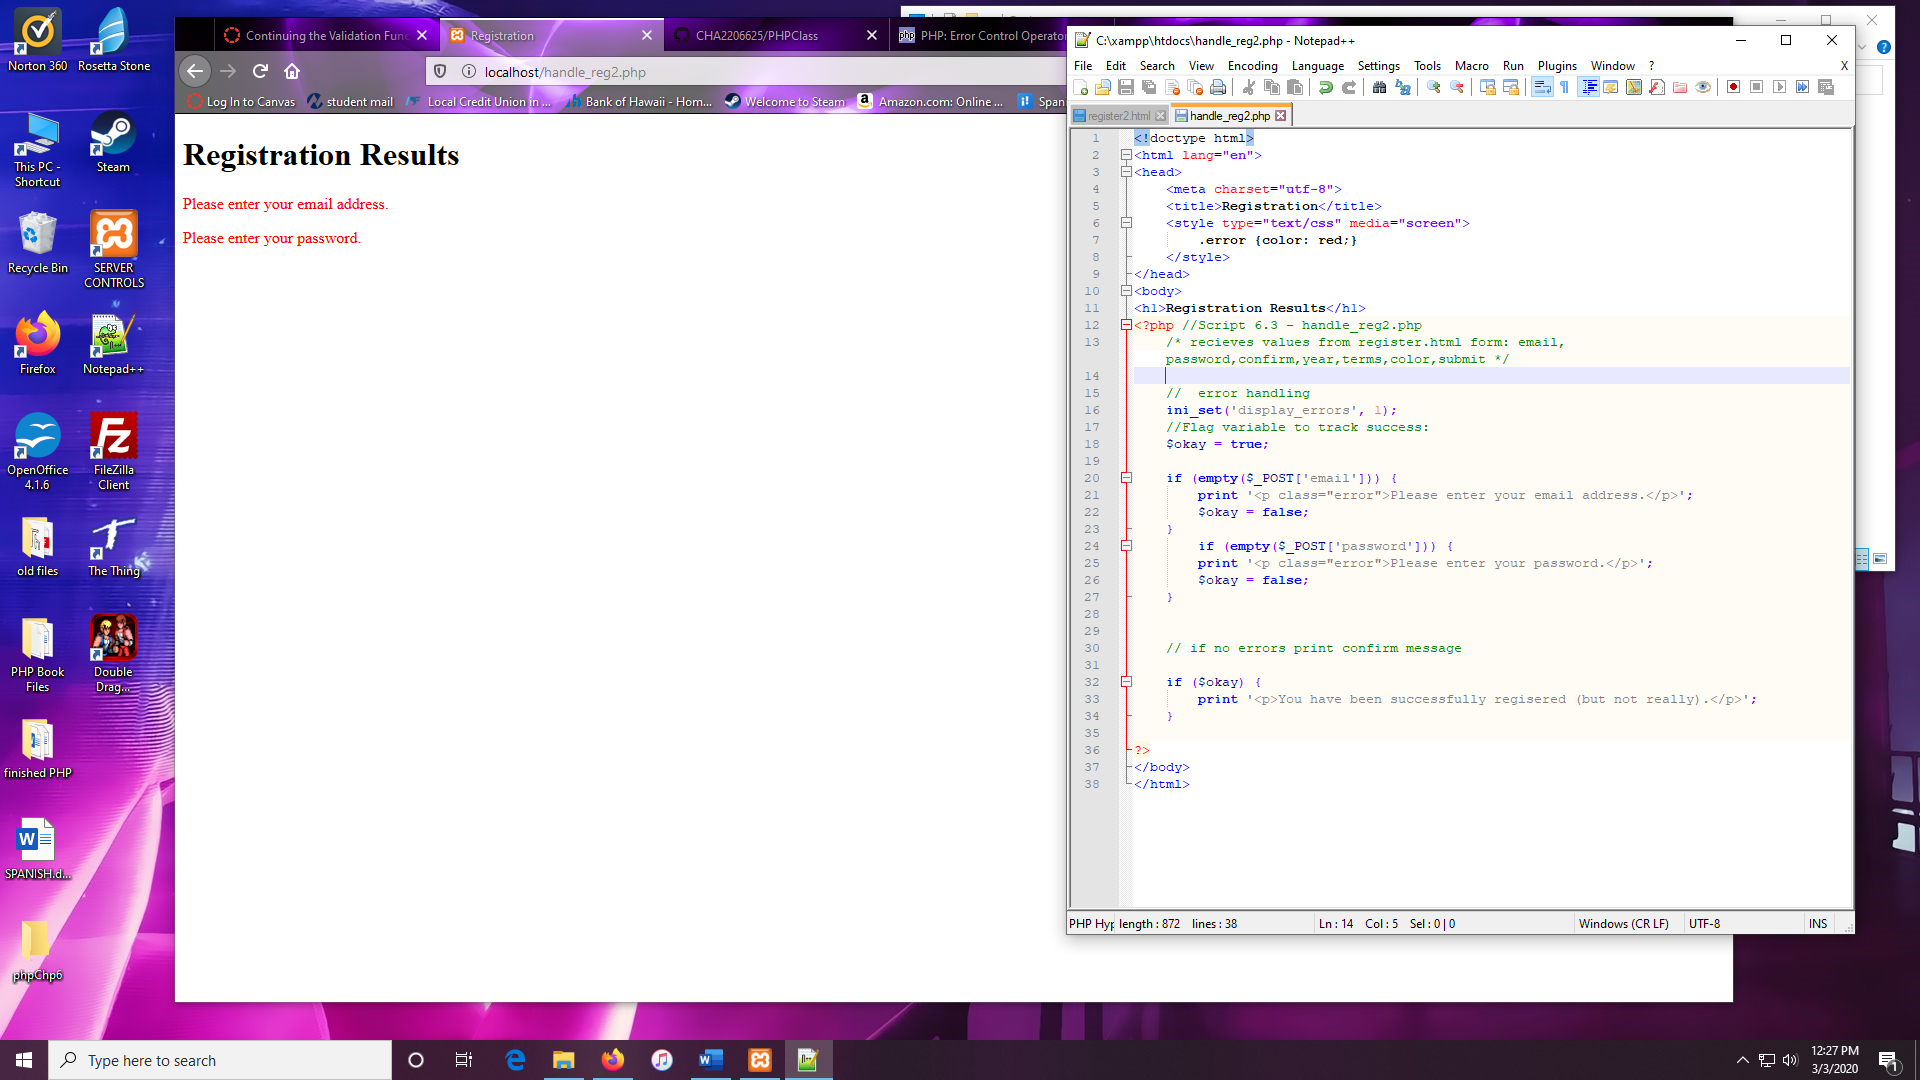 Norton 360
Rosetta Stone
This PC -
Shortcut
Steam
Recycle Bin
SERVER
CONTROLS
Firefox
Notepad++
OpenOffice
4.1.6
FileZilla
Client
old files
The Thing
PHP Book
Files
Double
Drag...
finished PHP
SPANISH.d...
phpChp6
Continuing the Validation Fun
Registration
CHA2206625/PHPClass
PHP: Error Control Operato
localhost/handle_reg2.php
Log In to Canvas
student mail
Local Credit Union in ...
Bank of Hawaii - Hom...
Welcome to Steam
Amazon.com: Online ...
Span
Registration Results
Please enter your email address.
Please enter your password.
C:\xampp\htdocs\handle_reg2.php - Notepad++
File Edit Search View Encoding Language Settings Tools Macro Run Plugins Window ? X
register2.html handle_reg2.php
1 <!doctype html>
2 <html lang="en">
3 <head>
4 <meta charset="utf-8">
5 <title>Registration</title>
6 <style type="text/css" media="screen">
7 .error {color: red;}
8 </style>
9 </head>
10 <body>
11 <h1>Registration Results</h1>
12 <?php //Script 6.3 - handle_reg2.php
13 /* recieves values from register.html form: email,
password,confirm,year,terms,color,submit */
14
15 // error handling
16 ini_set('display_errors', 1);
17 //Flag variable to track success:
18 $okay = true;
19
20 if (empty($_POST['email'])) {
21 print '<p class="error">Please enter your email address.</p>';
22 $okay = false;
23 }
24 if (empty($_POST['password'])) {
25 print '<p class="error">Please enter your password.</p>';
26 $okay = false;
27 }
28
29
30 // if no errors print confirm message
31
32 if ($okay) {
33 print '<p>You have been successfully regisered (but not really).</p>';
34 }
35
36 ?>
37 </body>
38 </html>
PHP Hyp length : 872 lines : 38 Ln : 14 Col : 5 Sel : 0 | 0 Windows (CR LF) UTF-8 INS
Type here to search
12:27 PM
3/3/2020
1